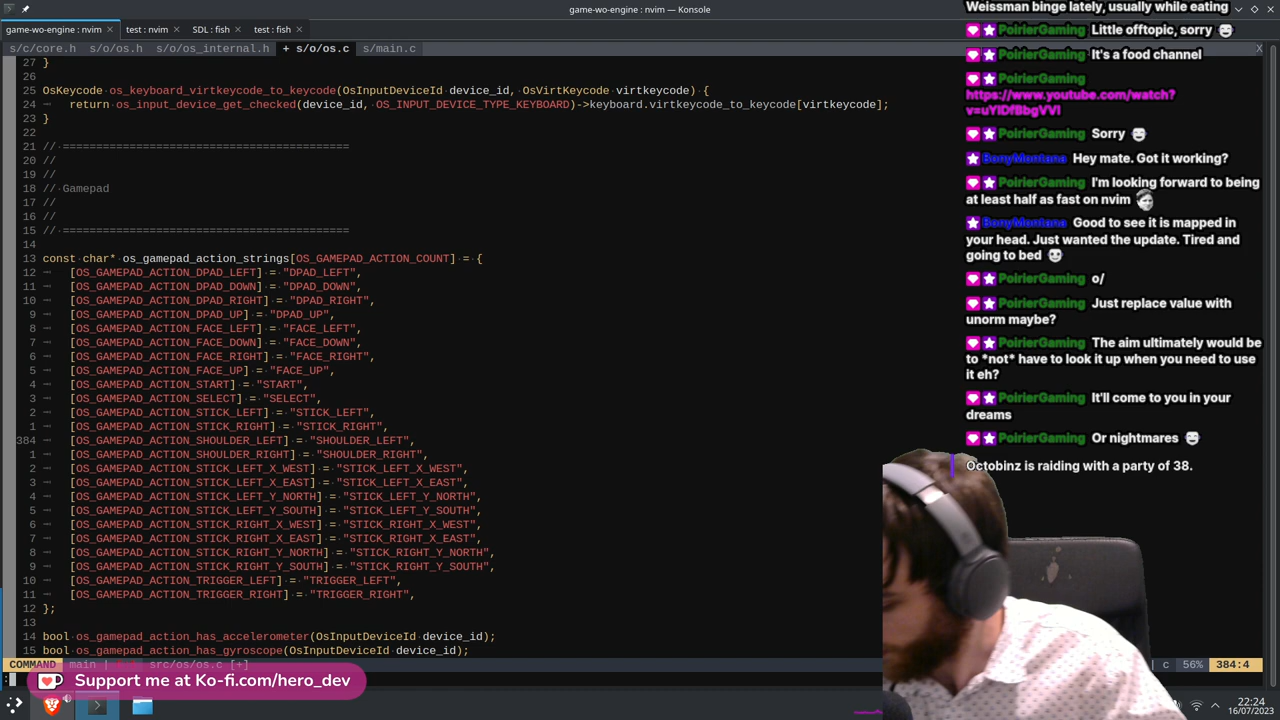 game-wo-engine : nvim — Konsole
game-wo-engine : nvim
test : nvim
SDL : fish
test : fish
s/c/core.h s/o/os.h s/o/os_internal.h + s/o/os.c s/main.c X
27 }
26
25 OsKeycode os_keyboard_virtkeycode_to_keycode(OsInputDeviceId device_id, OsVirtKeycode virtkeycode) {
24 return os_input_device_get_checked(device_id, OS_INPUT_DEVICE_TYPE_KEYBOARD)->keyboard.virtkeycode_to_keycode[virtkeycode];
23 }
22
21 // ===========================================
20 //
19 //
18 // Gamepad
17 //
16 //
15 // ===========================================
14
13 const char* os_gamepad_action_strings[OS_GAMEPAD_ACTION_COUNT] = {
12 [OS_GAMEPAD_ACTION_DPAD_LEFT] = "DPAD_LEFT",
11 [OS_GAMEPAD_ACTION_DPAD_DOWN] = "DPAD_DOWN",
10 [OS_GAMEPAD_ACTION_DPAD_RIGHT] = "DPAD_RIGHT",
9 [OS_GAMEPAD_ACTION_DPAD_UP] = "DPAD_UP",
8 [OS_GAMEPAD_ACTION_FACE_LEFT] = "FACE_LEFT",
7 [OS_GAMEPAD_ACTION_FACE_DOWN] = "FACE_DOWN",
6 [OS_GAMEPAD_ACTION_FACE_RIGHT] = "FACE_RIGHT",
5 [OS_GAMEPAD_ACTION_FACE_UP] = "FACE_UP",
4 [OS_GAMEPAD_ACTION_START] = "START",
3 [OS_GAMEPAD_ACTION_SELECT] = "SELECT",
2 [OS_GAMEPAD_ACTION_STICK_LEFT] = "STICK_LEFT",
1 [OS_GAMEPAD_ACTION_STICK_RIGHT] = "STICK_RIGHT",
384 [OS_GAMEPAD_ACTION_SHOULDER_LEFT] = "SHOULDER_LEFT",
1 [OS_GAMEPAD_ACTION_SHOULDER_RIGHT] = "SHOULDER_RIGHT",
2 [OS_GAMEPAD_ACTION_STICK_LEFT_X_WEST] = "STICK_LEFT_X_WEST",
3 [OS_GAMEPAD_ACTION_STICK_LEFT_X_EAST] = "STICK_LEFT_X_EAST",
4 [OS_GAMEPAD_ACTION_STICK_LEFT_Y_NORTH] = "STICK_LEFT_Y_NORTH",
5 [OS_GAMEPAD_ACTION_STICK_LEFT_Y_SOUTH] = "STICK_LEFT_Y_SOUTH",
6 [OS_GAMEPAD_ACTION_STICK_RIGHT_X_WEST] = "STICK_RIGHT_X_WEST",
7 [OS_GAMEPAD_ACTION_STICK_RIGHT_X_EAST] = "STICK_RIGHT_X_EAST",
8 [OS_GAMEPAD_ACTION_STICK_RIGHT_Y_NORTH] = "STICK_RIGHT_Y_NORTH",
9 [OS_GAMEPAD_ACTION_STICK_RIGHT_Y_SOUTH] = "STICK_RIGHT_Y_SOUTH",
10 [OS_GAMEPAD_ACTION_TRIGGER_LEFT] = "TRIGGER_LEFT",
11 [OS_GAMEPAD_ACTION_TRIGGER_RIGHT] = "TRIGGER_RIGHT",
12 };
13
14 bool os_gamepad_action_has_accelerometer(OsInputDeviceId device_id);
15 bool os_gamepad_action_has_gyroscope(OsInputDeviceId device_id);
COMMAND main src/os/os.c [+] | c 56% 384:4
:
Support me at Ko-fi.com/hero_dev
22:24
16/07/2023
Weissman binge lately, usually while eating
PoirierGaming Little offtopic, sorry
PoirierGaming It's a food channel
PoirierGaming
https://www.youtube.com/watch?
PoirierGaming Sorry
BonyMontana Hey mate. Got it working?
PoirierGaming I'm looking forward to being
at least half as fast on nvim
BonyMontana Good to see it is mapped in
your head. Just wanted the update. Tired and
going to bed
PoirierGaming o/
PoirierGaming Just replace value with
unorm maybe?
PoirierGaming The aim ultimately would be
to *not* have to look it up when you need to use
it eh?
PoirierGaming It'll come to you in your
dreams
PoirierGaming Or nightmares
Octobinz is raiding with a party of 38.